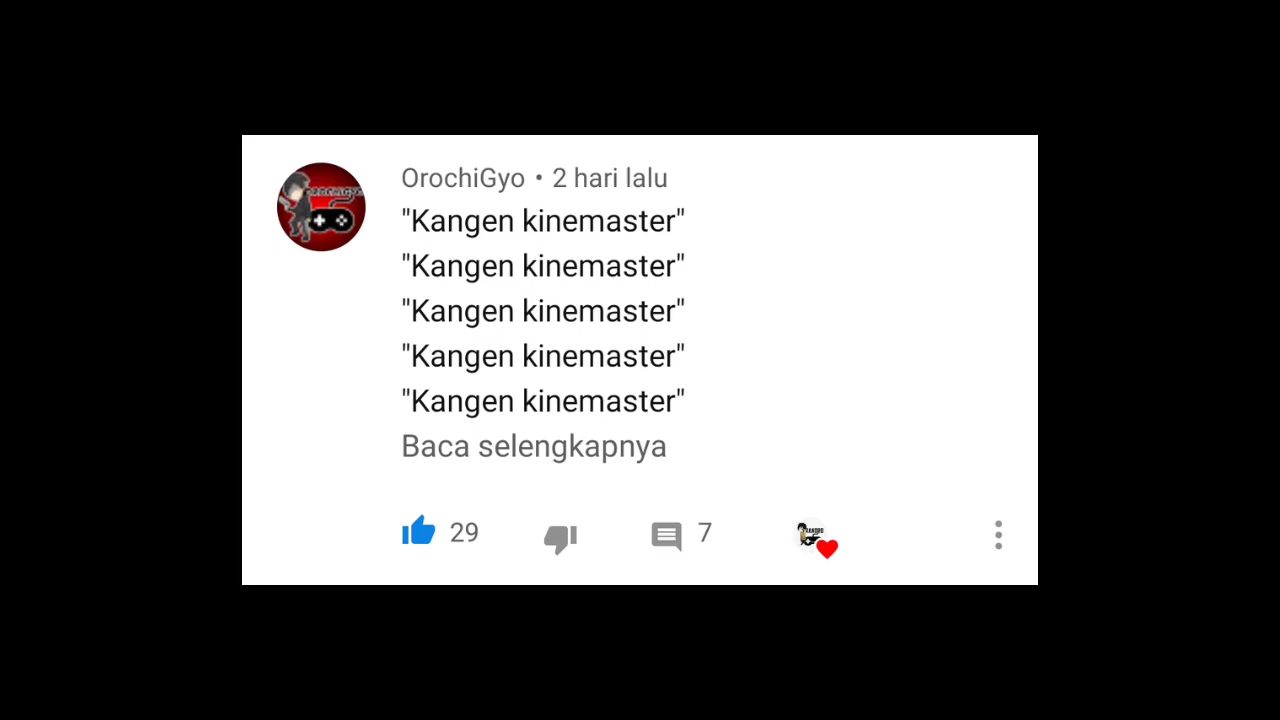 OrochiGyo • 2 hari lalu
"Kangen kinemaster"
"Kangen kinemaster"
"Kangen kinemaster"
"Kangen kinemaster"
"Kangen kinemaster"
Baca selengkapnya
29
7